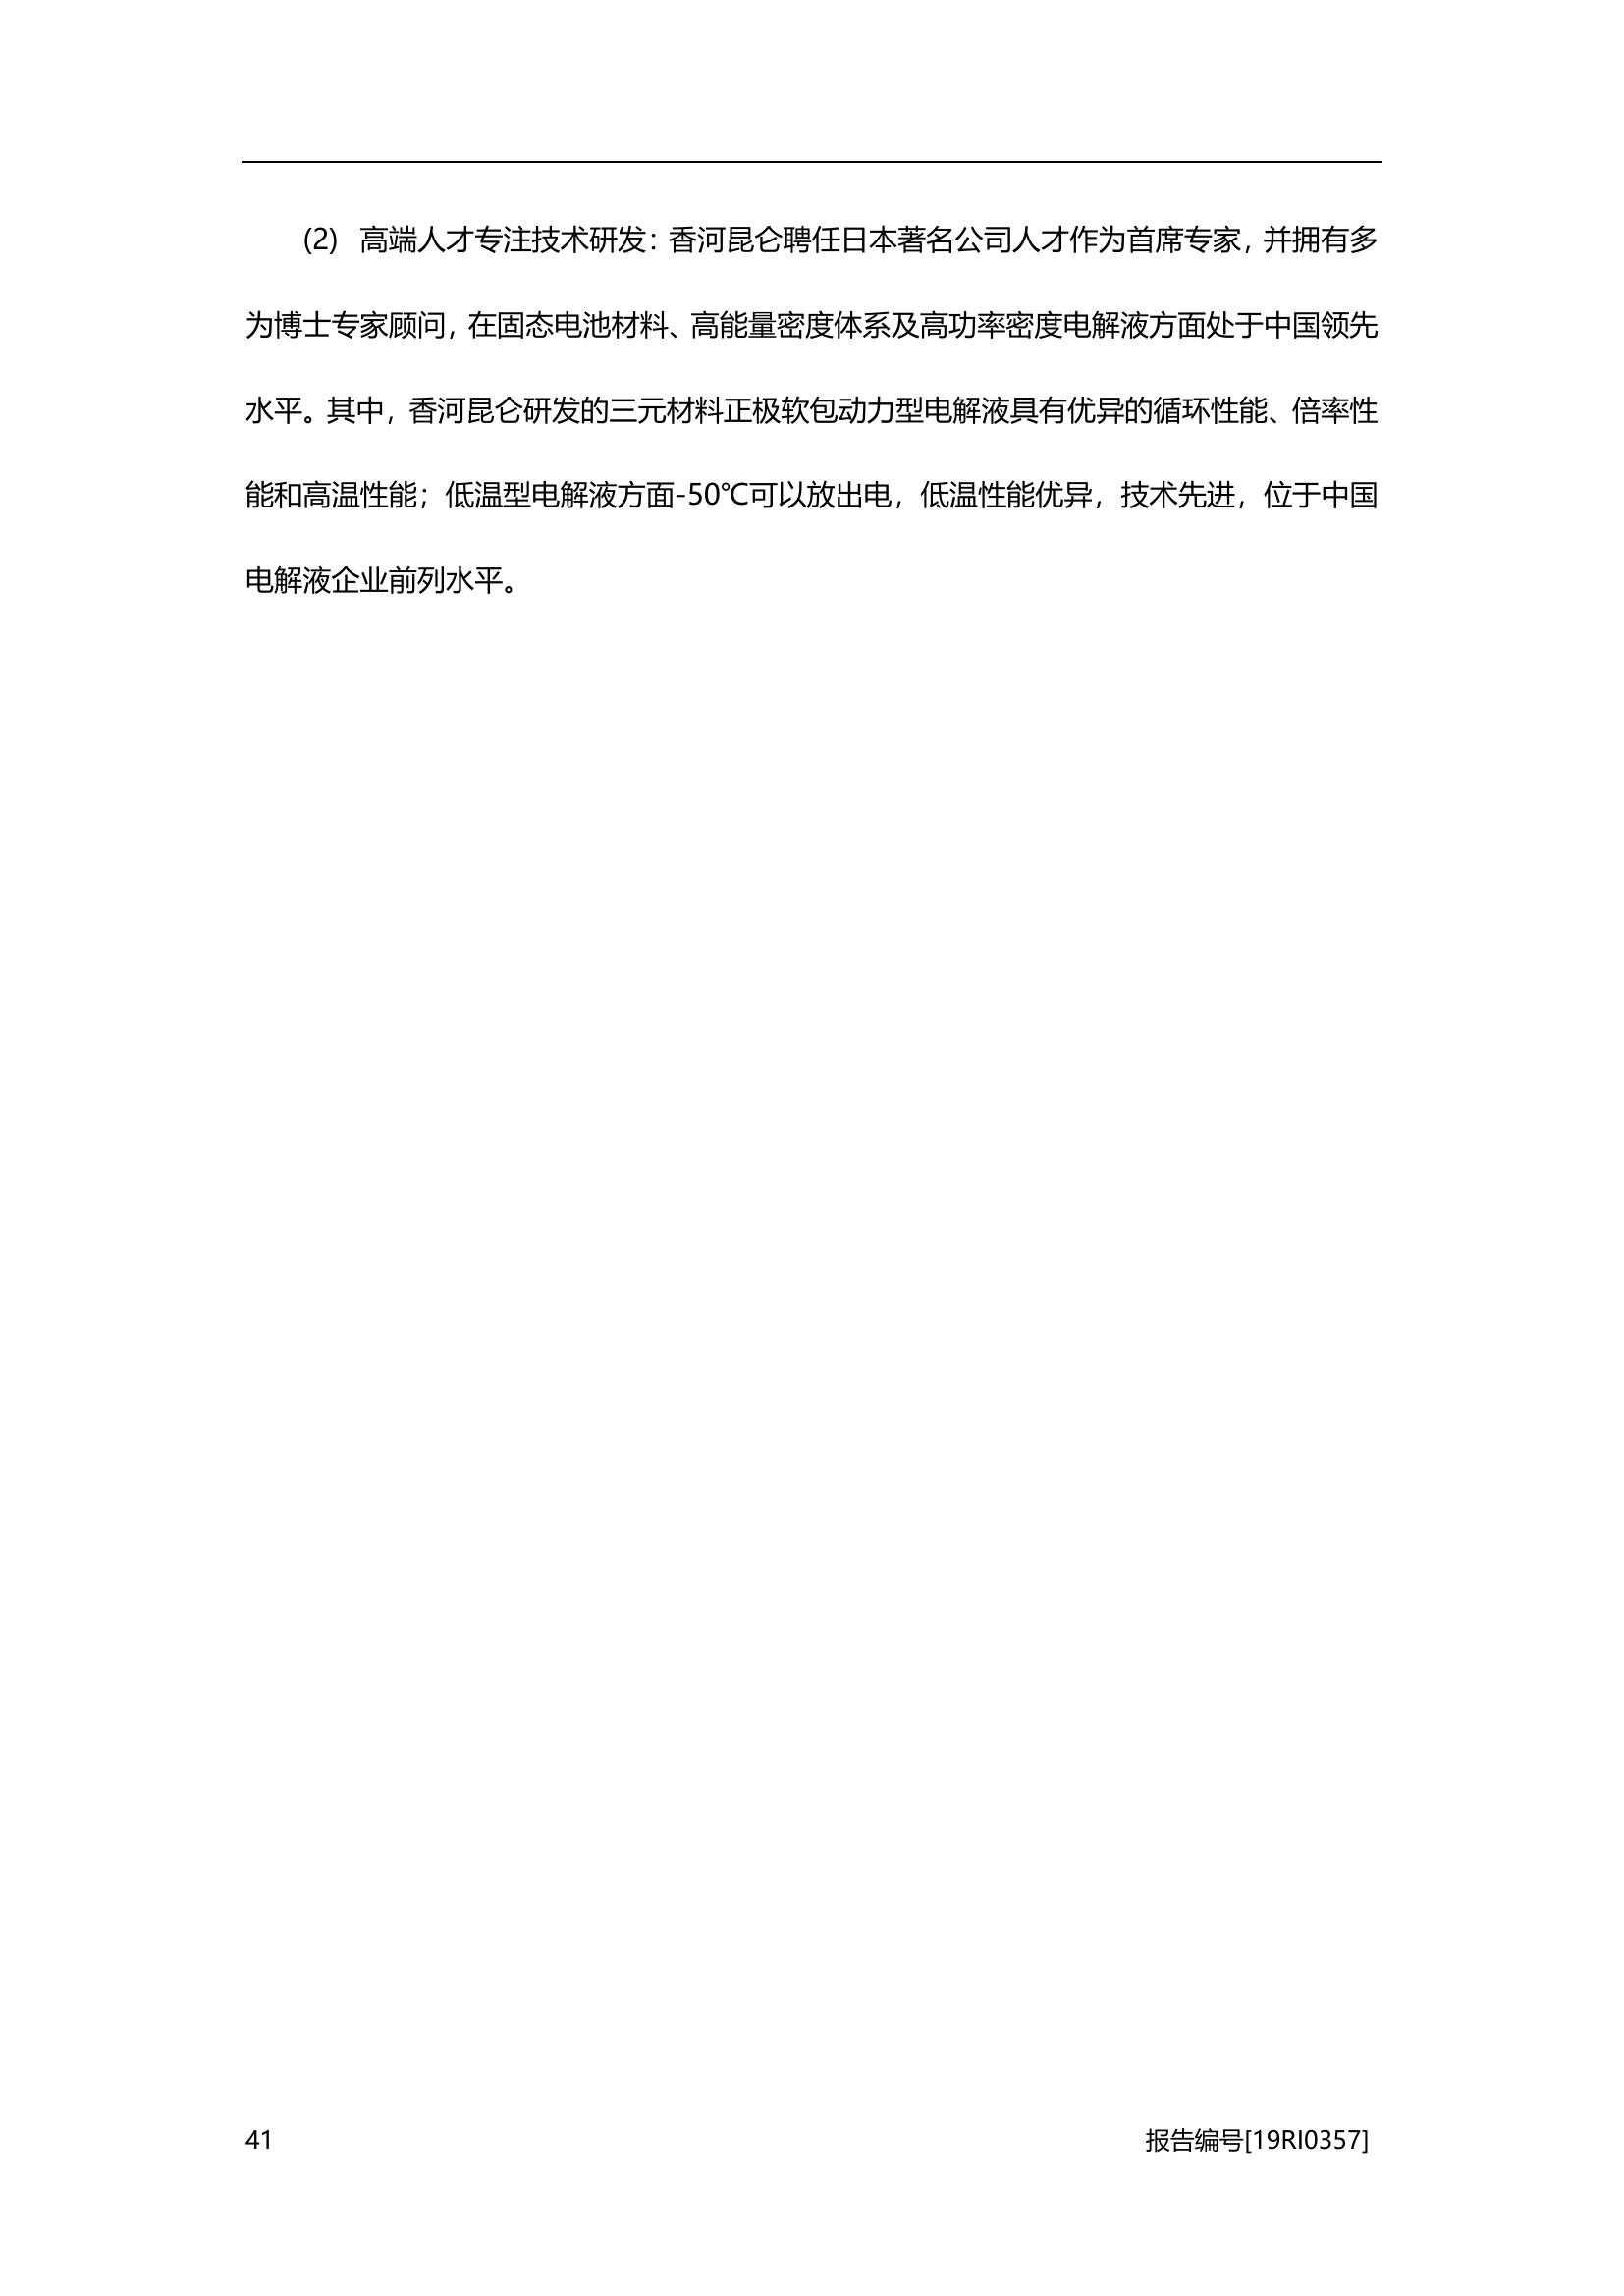 (2) 高端人才专注技术研发：香河昆仑聘任日本著名公司人才作为首席专家，并拥有多
为博士专家顾问，在固态电池材料、高能量密度体系及高功率密度电解液方面处于中国领先
水平。其中，香河昆仑研发的三元材料正极软包动力型电解液具有优异的循环性能、倍率性
能和高温性能；低温型电解液方面-50℃可以放出电，低温性能优异，技术先进，位于中国
电解液企业前列水平。
41 报告编号[19RI0357]